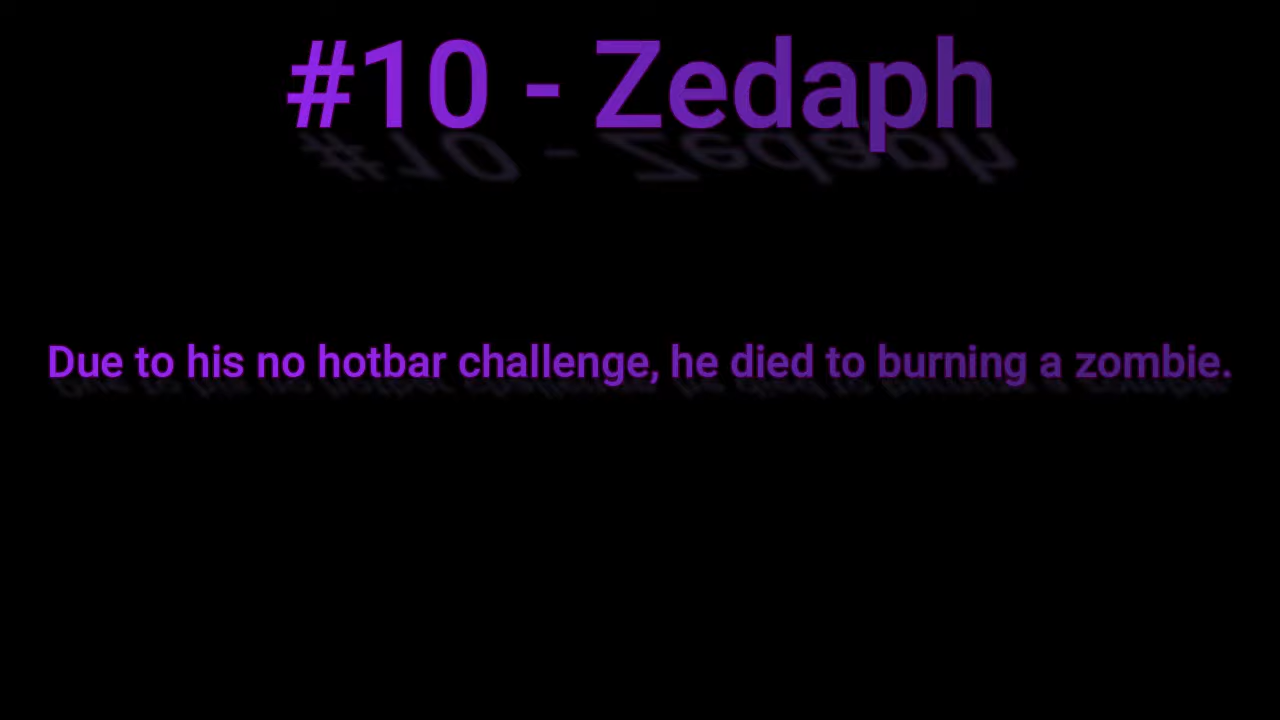 #10 - Zedaph
Due to his no hotbar challenge, he died to burning a zombie.